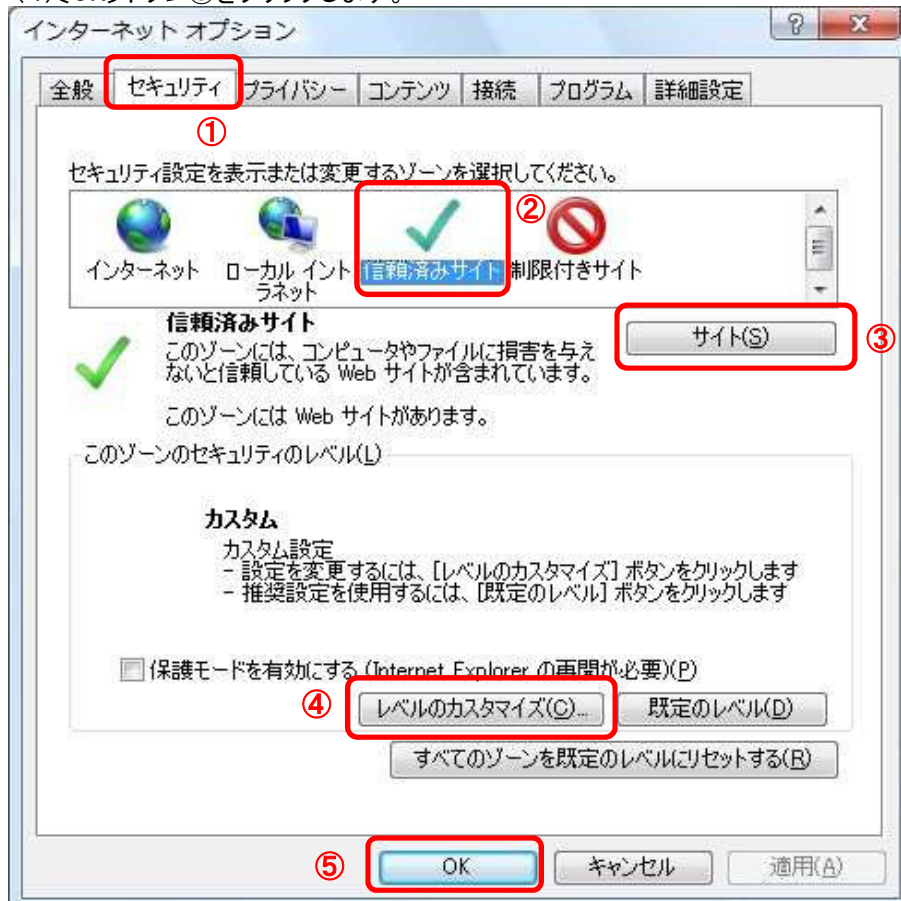 インターネット オプション
全般 セキュリティ プライバシー コンテンツ 接続 プログラム 詳細設定
①
セキュリティ設定を表示または変更するゾーンを選択してください。
②
インターネット ローカル イントラネット 信頼済みサイト 制限付きサイト
信頼済みサイト
サイト(S)
③
このゾーンには、コンピュータやファイルに損害を与え
ないと信頼している Web サイトが含まれています。
このゾーンには Web サイトがあります。
このゾーンのセキュリティのレベル(L)
カスタム
カスタム設定
- 設定を変更するには、[レベルのカスタマイズ] ボタンをクリックします
- 推奨設定を使用するには、[既定のレベル] ボタンをクリックします
保護モードを有効にする (Internet Explorer の再開が必要)(P)
④ レベルのカスタマイズ(C)... 既定のレベル(D)
すべてのゾーンを既定のレベルにリセットする(R)
⑤ OK キャンセル 適用(A)